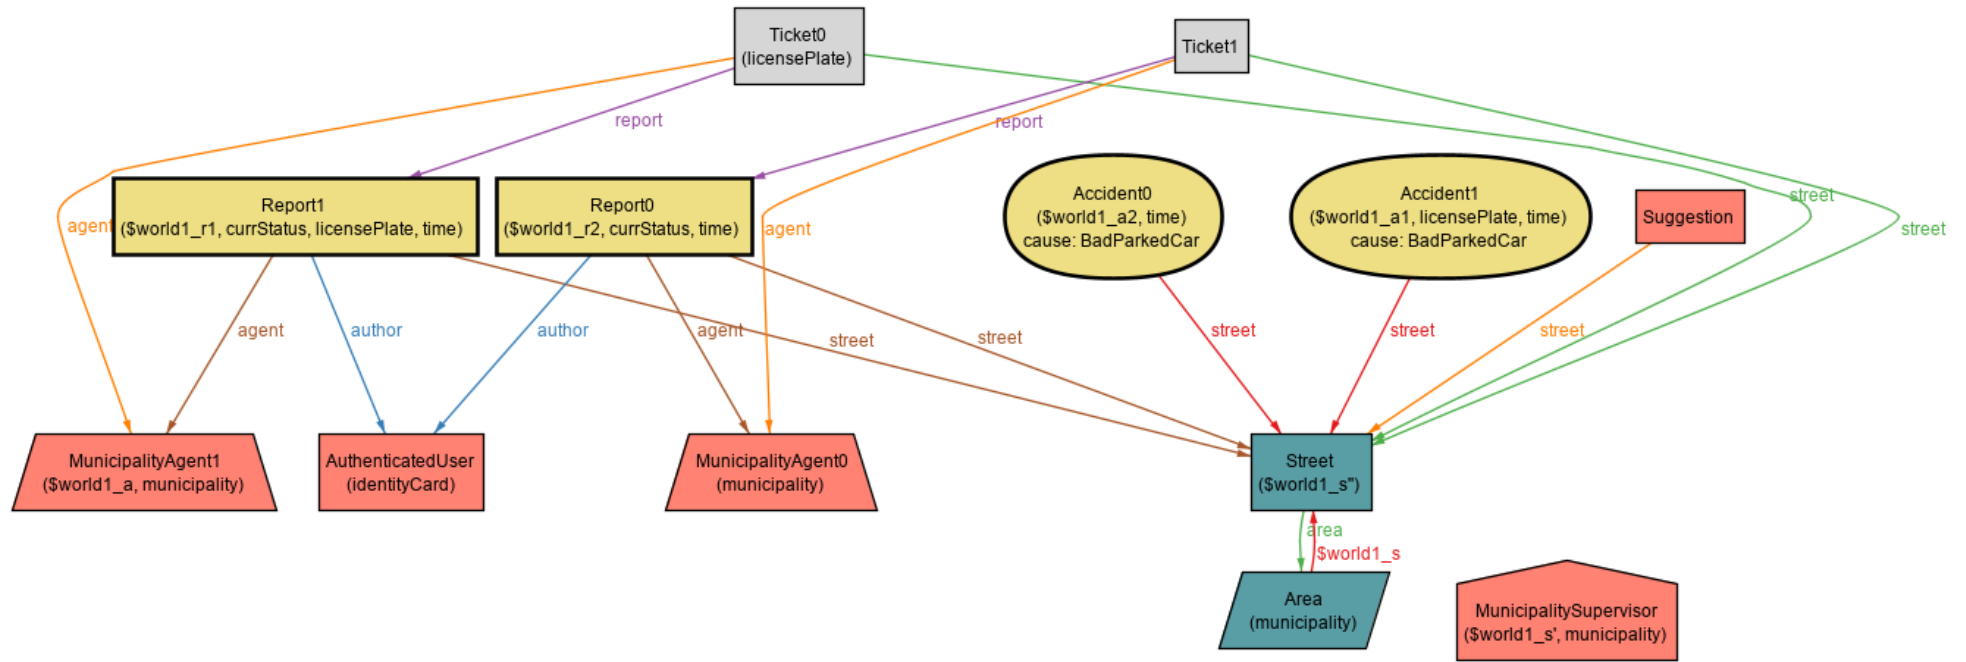 Ticket0
(licensePlate)
Ticket1
report
report
Report1
($world1_r1, currStatus, licensePlate, time)
Report0
($world1_r2, currStatus, time)
Accident0
($world1_a2, time)
cause: BadParkedCar
Accident1
($world1_a1, licensePlate, time)
cause: BadParkedCar
Suggestion
street
street
agent
agent
agent
author
author
agent
street
street
street
street
street
MunicipalityAgent1
($world1_a, municipality)
AuthenticatedUser
(identityCard)
MunicipalityAgent0
(municipality)
Street
($world1_s")
area
$world1_s
Area
(municipality)
MunicipalitySupervisor
($world1_s', municipality)